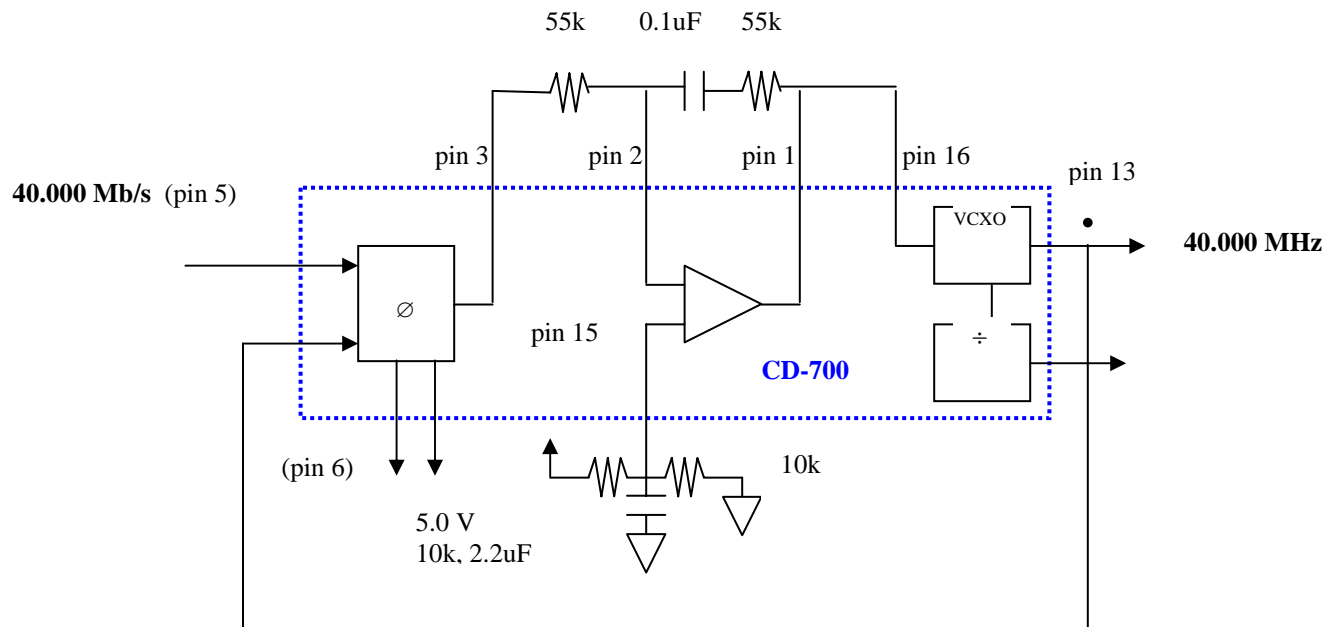 55k 0.1uF 55k
pin 3 pin 2 pin 1 pin 16
pin 13
40.000 Mb/s (pin 5)
VCXO
40.000 MHz
∅
pin 15
÷
CD-700
(pin 6)
10k
5.0 V
10k, 2.2uF